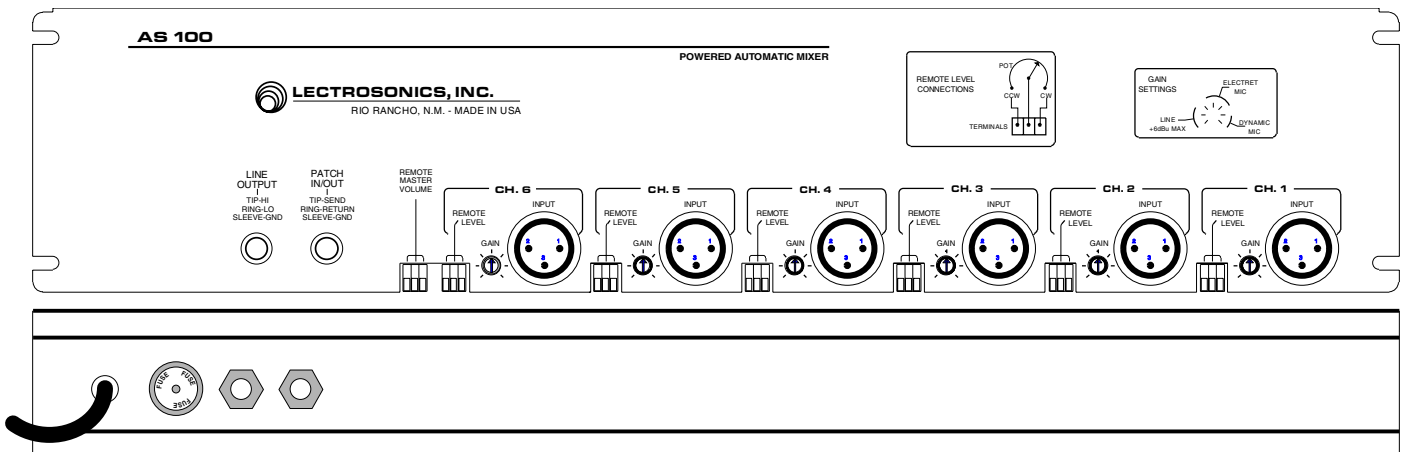 AS 100
POWERED AUTOMATIC MIXER
LECTROSONICS, INC.
RIO RANCHO, N.M. - MADE IN USA
REMOTE LEVEL
CONNECTIONS
POT
CCW
CW
TERMINALS
GAIN
SETTINGS
ELECTRET
MIC
LINE
+6dBu MAX
DYNAMIC
MIC
LINE
OUTPUT
TIP-HI
RING-LO
SLEEVE-GND
PATCH
IN/OUT
TIP-SEND
RING-RETURN
SLEEVE-GND
REMOTE
MASTER
VOLUME
CH. 6
REMOTE
LEVEL
GAIN
INPUT
2
1
3
CH. 5
REMOTE
LEVEL
GAIN
INPUT
2
1
3
CH. 4
REMOTE
LEVEL
GAIN
INPUT
2
1
3
CH. 3
REMOTE
LEVEL
GAIN
INPUT
2
1
3
CH. 2
REMOTE
LEVEL
GAIN
INPUT
2
1
3
CH. 1
REMOTE
LEVEL
GAIN
INPUT
2
1
3
FUSE
FUSE
FUSE